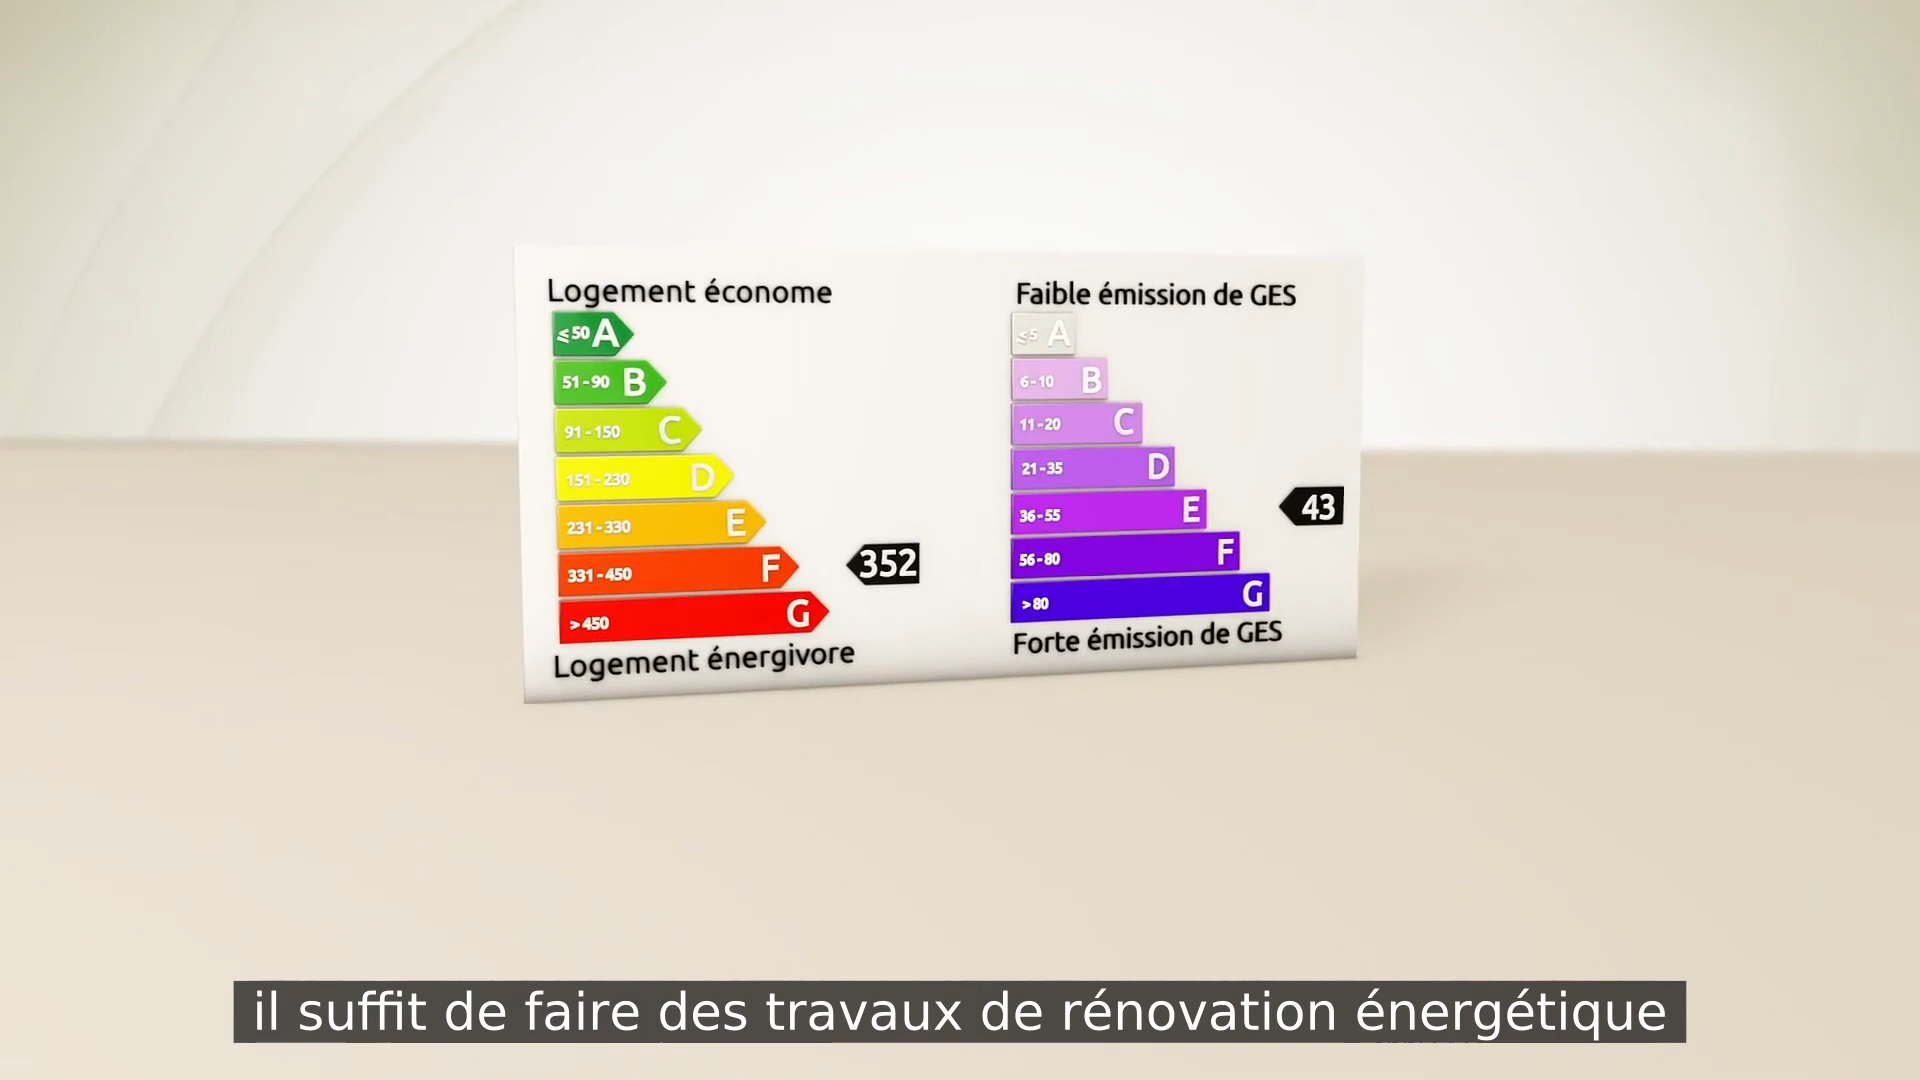 Logement économe
≤50 A
51-90 B
91-150 C
151-230 D
231-330 E
331-450 F
352
>450 G
Logement énergivore
Faible émission de GES
≤5 A
6-10 B
11-20 C
21-35 D
36-55 E
43
56-80 F
>80 G
Forte émission de GES
il suffit de faire des travaux de rénovation énergétique